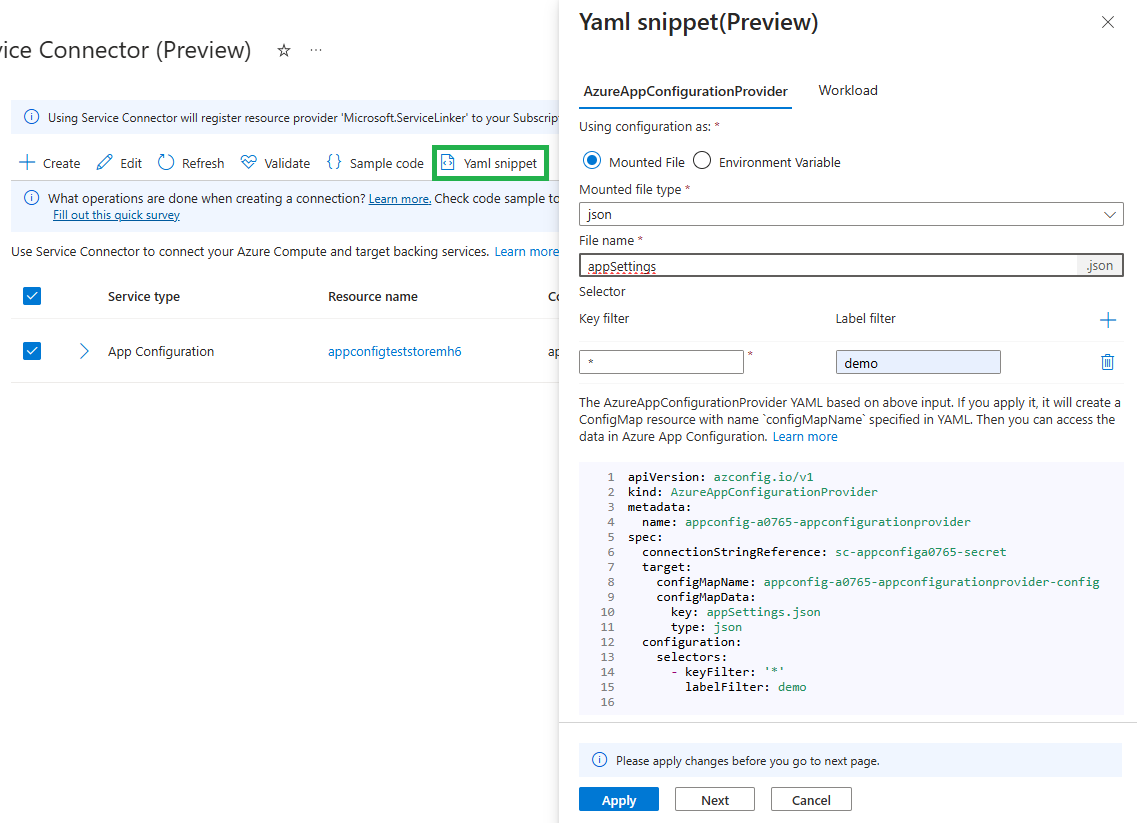 vice Connector (Preview)
Using Service Connector will register resource provider 'Microsoft.ServiceLinker' to your Subscrip
Create Edit Refresh Validate Sample code Yaml snippet
What operations are done when creating a connection? Learn more. Check code sample to
Fill out this quick survey
Use Service Connector to connect your Azure Compute and target backing services. Learn more
Service type Resource name Co
App Configuration appconfigteststoremh6 ap
Yaml snippet(Preview)
AzureAppConfigurationProvider Workload
Using configuration as: *
Mounted File Environment Variable
Mounted file type *
json
File name *
appSettings .json
Selector
Key filter Label filter
* * demo
The AzureAppConfigurationProvider YAML based on above input. If you apply it, it will create a
ConfigMap resource with name `configMapName` specified in YAML. Then you can access the
data in Azure App Configuration. Learn more
1 apiVersion: azconfig.io/v1
2 kind: AzureAppConfigurationProvider
3 metadata:
4 name: appconfig-a0765-appconfigurationprovider
5 spec:
6 connectionStringReference: sc-appconfiga0765-secret
7 target:
8 configMapName: appconfig-a0765-appconfigurationprovider-config
9 configMapData:
10 key: appSettings.json
11 type: json
12 configuration:
13 selectors:
14 - keyFilter: '*'
15 labelFilter: demo
16
Please apply changes before you go to next page.
Apply Next Cancel